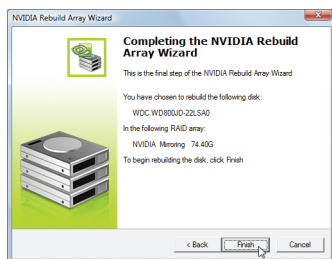 NVIDIA Rebuild Array Wizard
Completing the NVIDIA Rebuild
Array Wizard
This is the final step of the NVIDIA Rebuild Array Wizard
You have chosen to rebuild the following disk:
WDC WD800JD-22LSA0
In the following RAID array:
NVIDIA Mirroring 74.40G
To begin rebuilding the disk, click Finish
< Back Finish Cancel